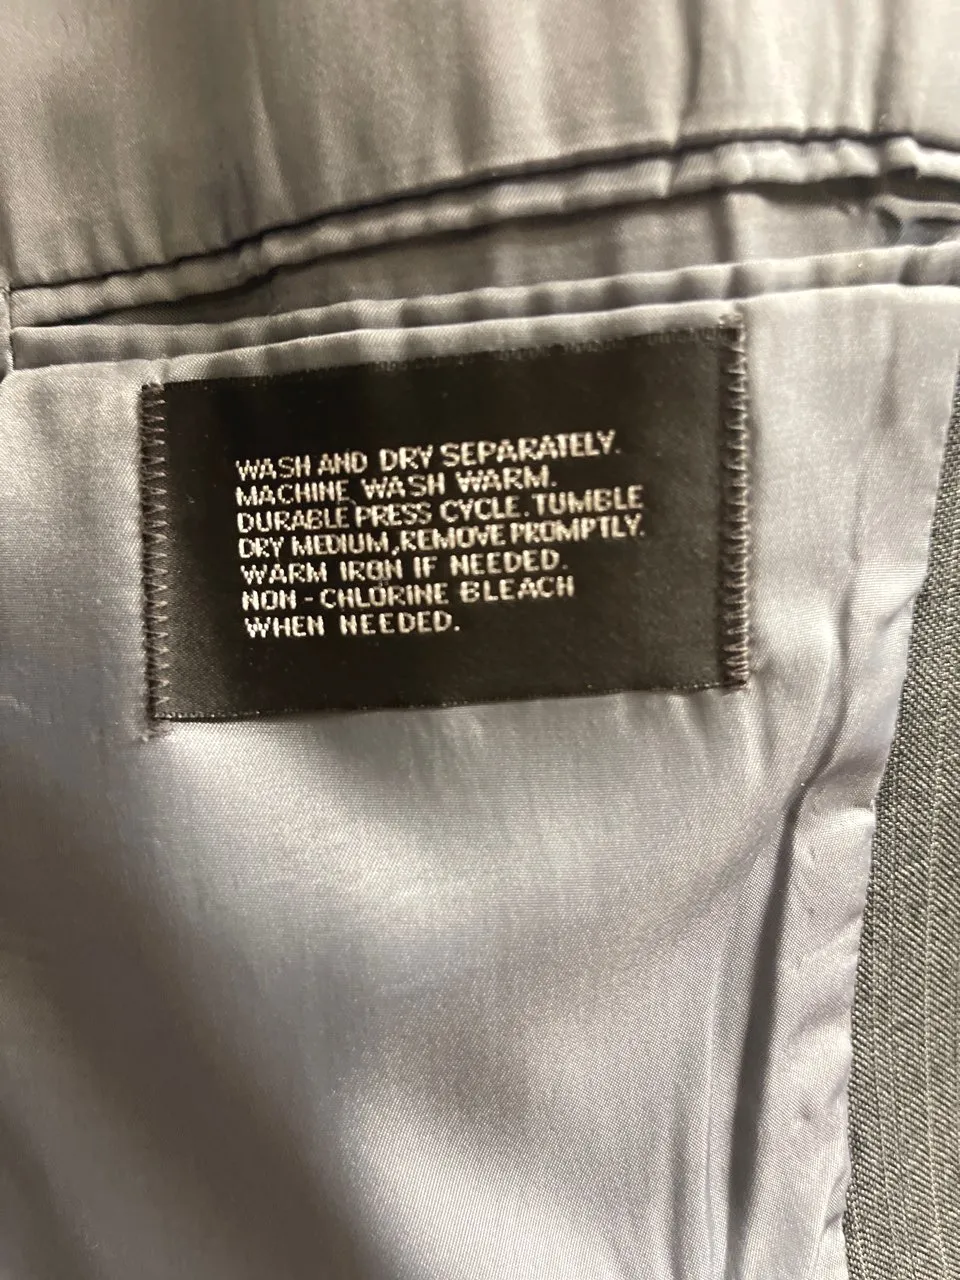 WASH AND DRY SEPARATELY.
MACHINE WASH WARM.
DURABLE PRESS CYCLE. TUMBLE
DRY MEDIUM, REMOVE PROMPTLY.
WARM IRON IF NEEDED.
NON-CHLORINE BLEACH
WHEN NEEDED.